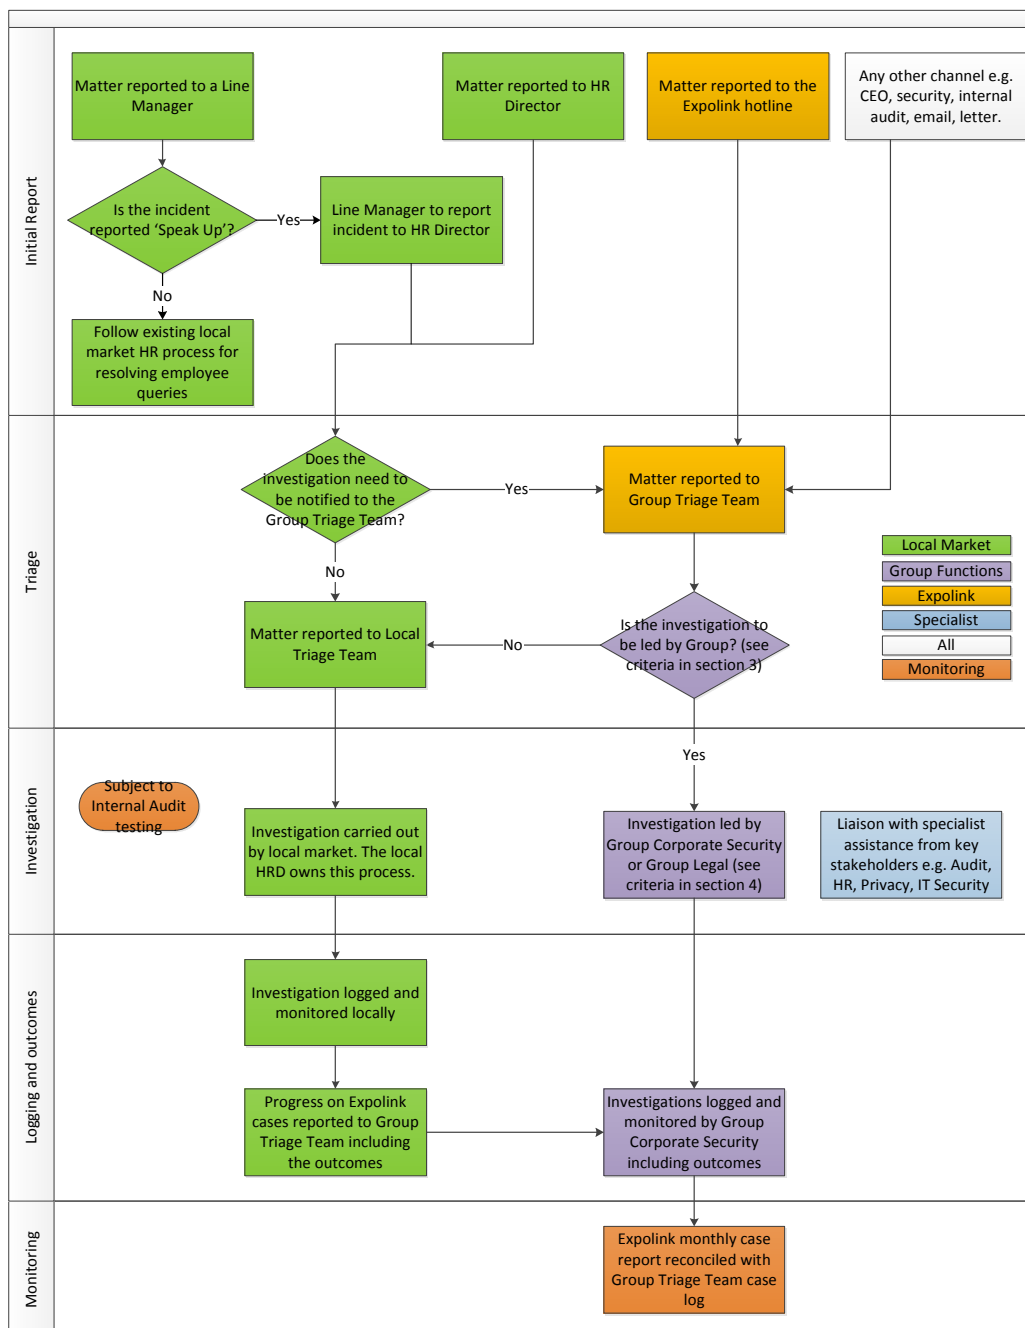 Initial Report
Matter reported to a Line
Manager
Matter reported to HR
Director
Matter reported to the
Expolink hotline
Any other channel e.g.
CEO, security, internal
audit, email, letter.
Is the incident
reported ‘Speak Up’?
Yes
Line Manager to report
incident to HR Director
No
Follow existing local
market HR process for
resolving employee
queries
Triage
Does the
investigation need to
be notified to the
Group Triage Team?
Yes
Matter reported to
Group Triage Team
No
Matter reported to Local
Triage Team
No
Is the investigation to
be led by Group? (see
criteria in section 3)
Local Market
Group Functions
Expolink
Specialist
All
Monitoring
Investigation
Yes
Subject to
Internal Audit
testing
Investigation carried out
by local market. The local
HRD owns this process.
Investigation led by
Group Corporate Security
or Group Legal (see
criteria in section 4)
Liaison with specialist
assistance from key
stakeholders e.g. Audit,
HR, Privacy, IT Security
Logging and outcomes
Investigation logged and
monitored locally
Progress on Expolink
cases reported to Group
Triage Team including
the outcomes
Investigations logged and
monitored by Group
Corporate Security
including outcomes
Monitoring
Expolink monthly case
report reconciled with
Group Triage Team case
log